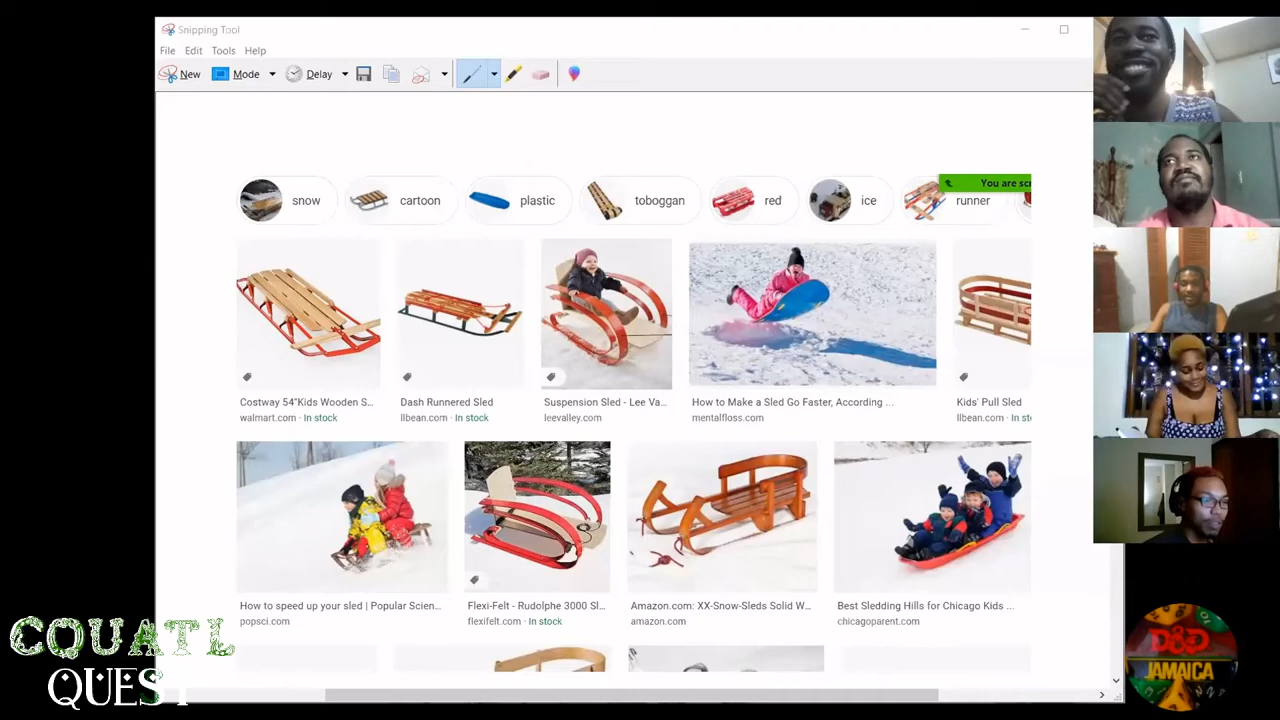 Snipping Tool
File Edit Tools Help
New Mode Delay
snow cartoon plastic toboggan red ice runner
You are scr
Costway 54"Kids Wooden S...
walmart.com · In stock
Dash Runnered Sled
llbean.com · In stock
Suspension Sled - Lee Va...
leevalley.com
How to Make a Sled Go Faster, According ...
mentalfloss.com
Kids' Pull Sled
llbean.com · In st
How to speed up your sled | Popular Scien...
popsci.com
Flexi-Felt - Rudolphe 3000 Sl...
flexifelt.com · In stock
Amazon.com: XX-Snow-Sleds Solid W...
amazon.com
Best Sledding Hills for Chicago Kids ...
chicagoparent.com
COUATL
QUEST
D&D
JAMAICA